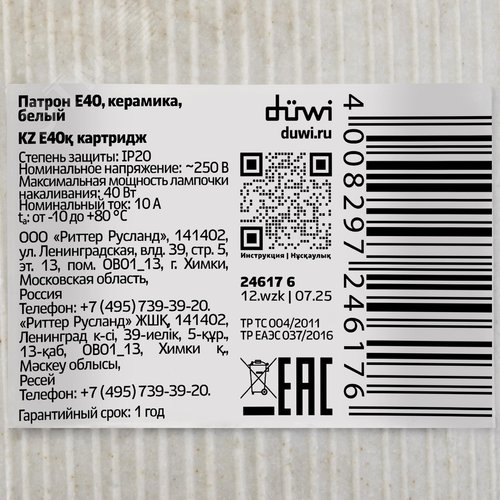 Патрон Е40, керамика,
белый
KZ Е40қ картридж
Степень защиты: IP20
Номинальное напряжение: ~250 В
Максимальная мощность лампочки
накаливания: 40 Вт
Номинальный ток: 10 А
tₐ: от -10 до +80 °C
ООО «Риттер Русланд», 141402,
ул. Ленинградская, влд. 39, стр. 5,
эт. 13, пом. ОВ01_13, г. Химки,
Московская область,
Россия
Телефон: +7 (495) 739-39-20.
«Риттер Русланд» ЖШҚ, 141402,
Ленинград к-сі, 39-иелік, 5-құр.,
13-қаб, ОВ01_13, Химки қ.,
Мәскеу облысы,
Ресей
Телефон: +7 (495) 739-39-20.
Гарантийный срок: 1 год
duwi
duwi.ru
Инструкция | Нұсқаулық
24617 6
12.wzk | 07.25
ТР ТС 004/2011
ТР ЕАЭС 037/2016
EAC
4 008297 246176